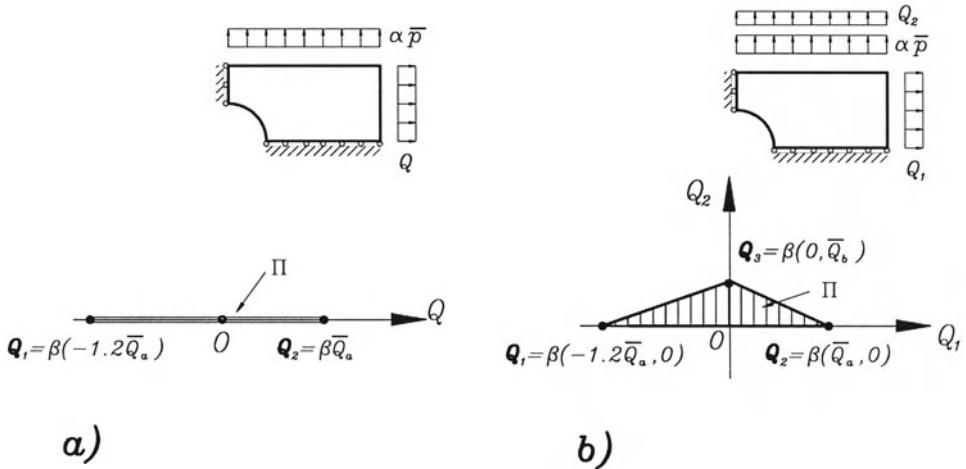 α p̅
Q
Π
Q
Q₁=β(-1.2Q̅ₐ)
O
Q₂=βQ̅ₐ
a)
Q₂
α p̅
Q₁
Q₂
Q₃=β(0,Q̅_b)
Π
Q₁=β(-1.2Q̅ₐ,0)
O
Q₂=β(Q̅ₐ,0)
Q₁
b)